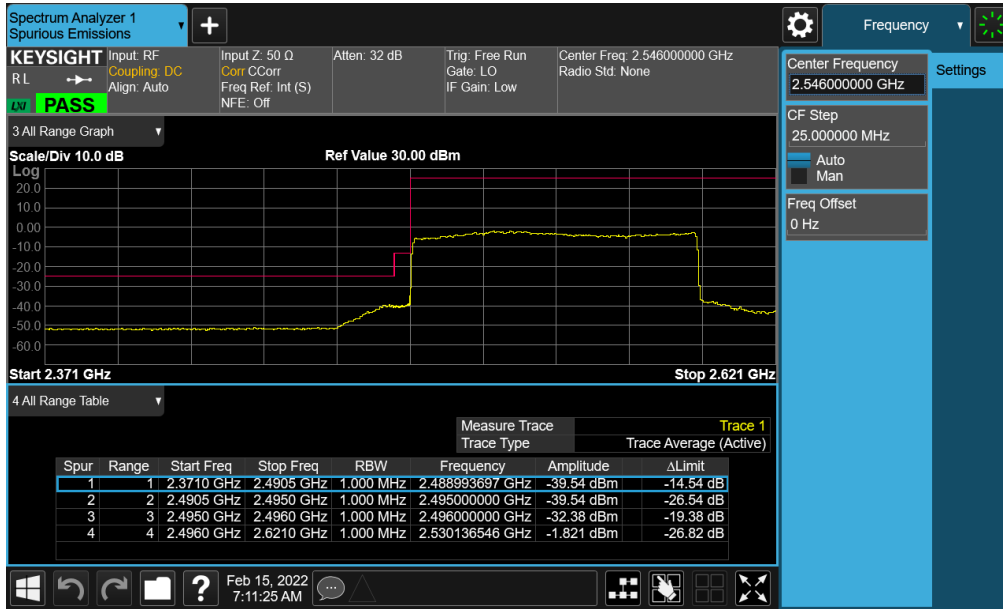 Spectrum Analyzer 1
Spurious Emissions
Frequency
KEYSIGHT
R L
LXI
PASS
Input: RF
Coupling: DC
Align: Auto
Input Z: 50 Ω
Corr CCorr
Freq Ref: Int (S)
NFE: Off
Atten: 32 dB
Trig: Free Run
Gate: LO
IF Gain: Low
Center Freq: 2.546000000 GHz
Radio Std: None
Center Frequency
2.546000000 GHz
Settings
CF Step
25.000000 MHz
Auto
Man
Freq Offset
0 Hz
3 All Range Graph
Scale/Div 10.0 dB
Ref Value 30.00 dBm
Log
20.0
10.0
0.00
-10.0
-20.0
-30.0
-40.0
-50.0
-60.0
Start 2.371 GHz
Stop 2.621 GHz
4 All Range Table
Measure Trace Trace 1
Trace Type Trace Average (Active)
Spur Range Start Freq Stop Freq RBW Frequency Amplitude ΔLimit
1 1 2.3710 GHz 2.4905 GHz 1.000 MHz 2.488993697 GHz -39.54 dBm -14.54 dB
2 2 2.4905 GHz 2.4950 GHz 1.000 MHz 2.495000000 GHz -39.54 dBm -26.54 dB
3 3 2.4950 GHz 2.4960 GHz 1.000 MHz 2.496000000 GHz -32.38 dBm -19.38 dB
4 4 2.4960 GHz 2.6210 GHz 1.000 MHz 2.530136546 GHz -1.821 dBm -26.82 dB
Feb 15, 2022
7:11:25 AM